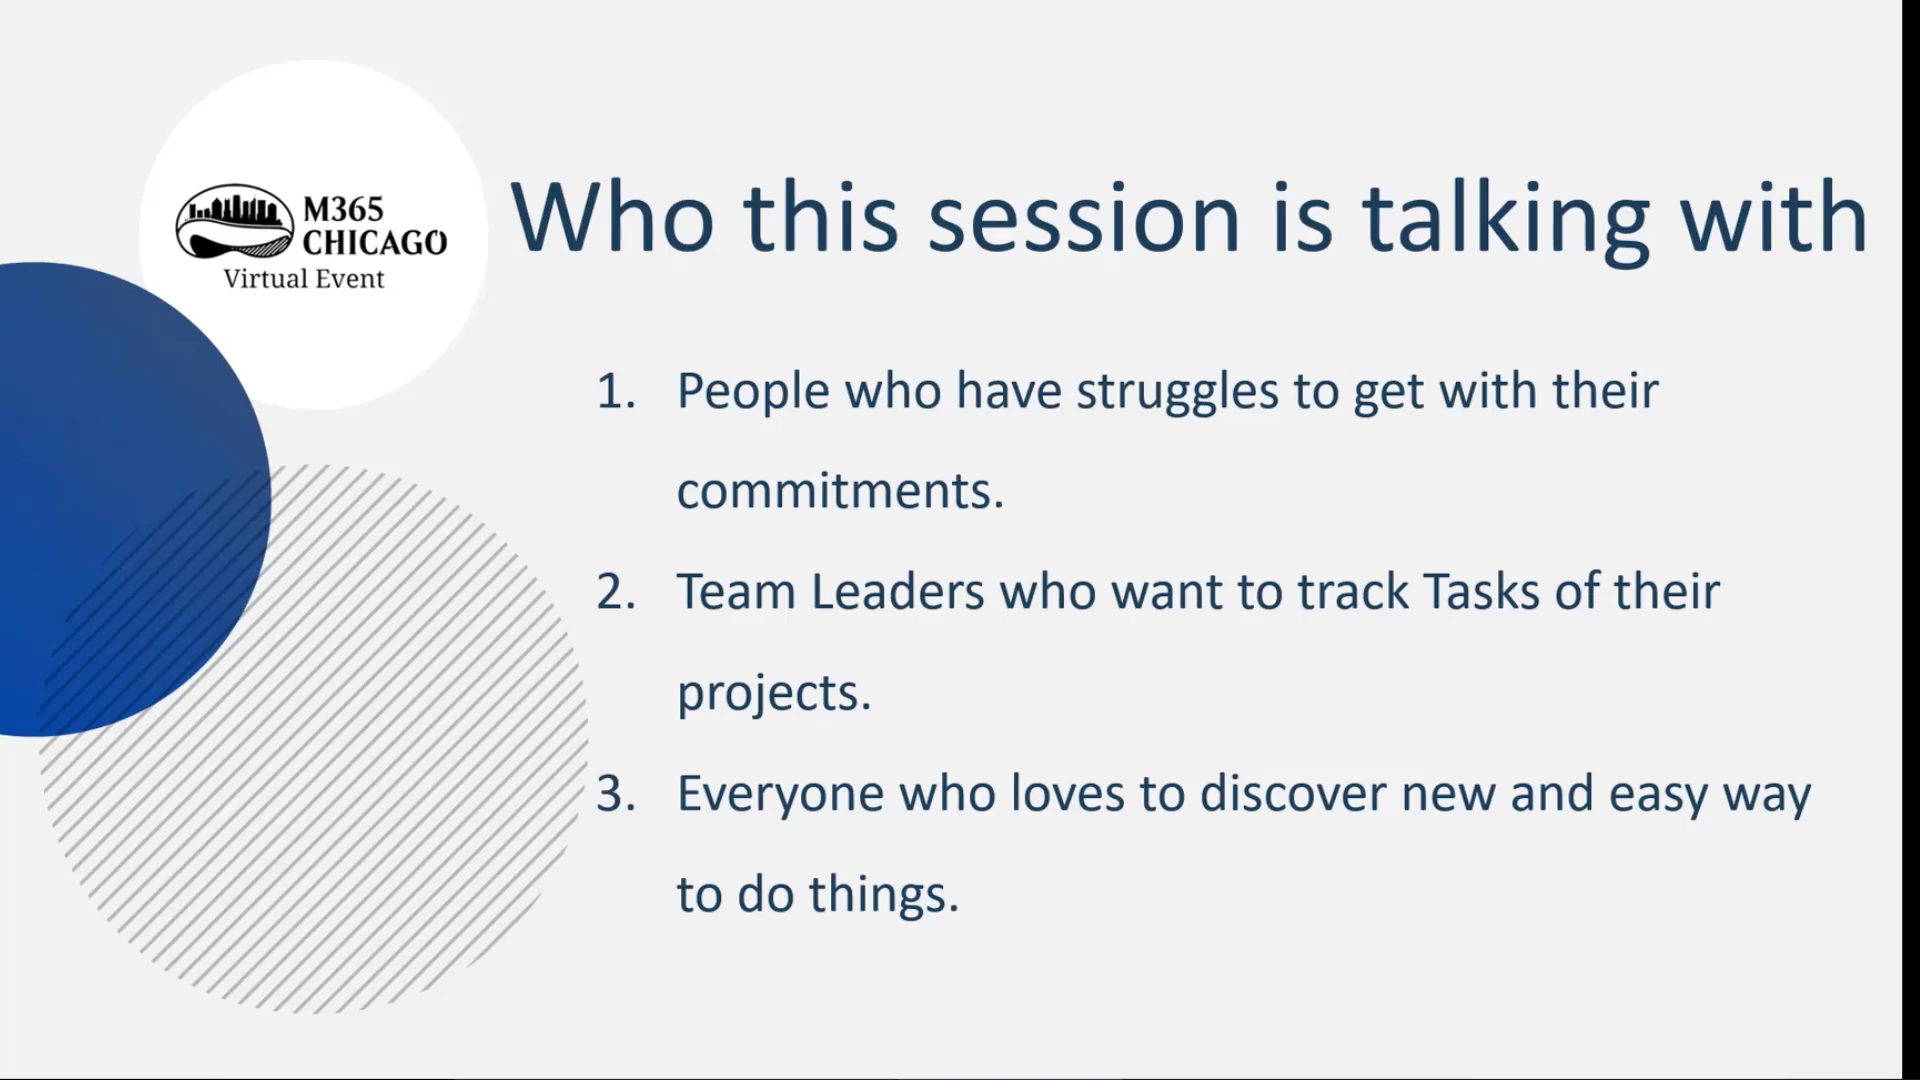 M365
CHICAGO
Virtual Event
Who this session is talking with
1. People who have struggles to get with their
commitments.
2. Team Leaders who want to track Tasks of their
projects.
3. Everyone who loves to discover new and easy way
to do things.